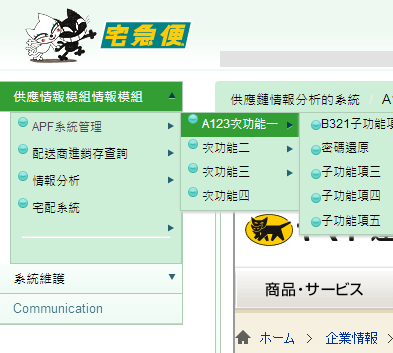 宅急便
供應情報模組情報模組
供應鏈情報分析的系統 / A1
APF系統管理
配送商進銷存查詢
情報分析
宅配系統
A123次功能一
次功能二
次功能三
次功能四
B321子功能項
密碼還原
子功能項三
子功能項四
子功能項五
系統維護
Communication
商品・サービス
ホーム > 企業情報 >